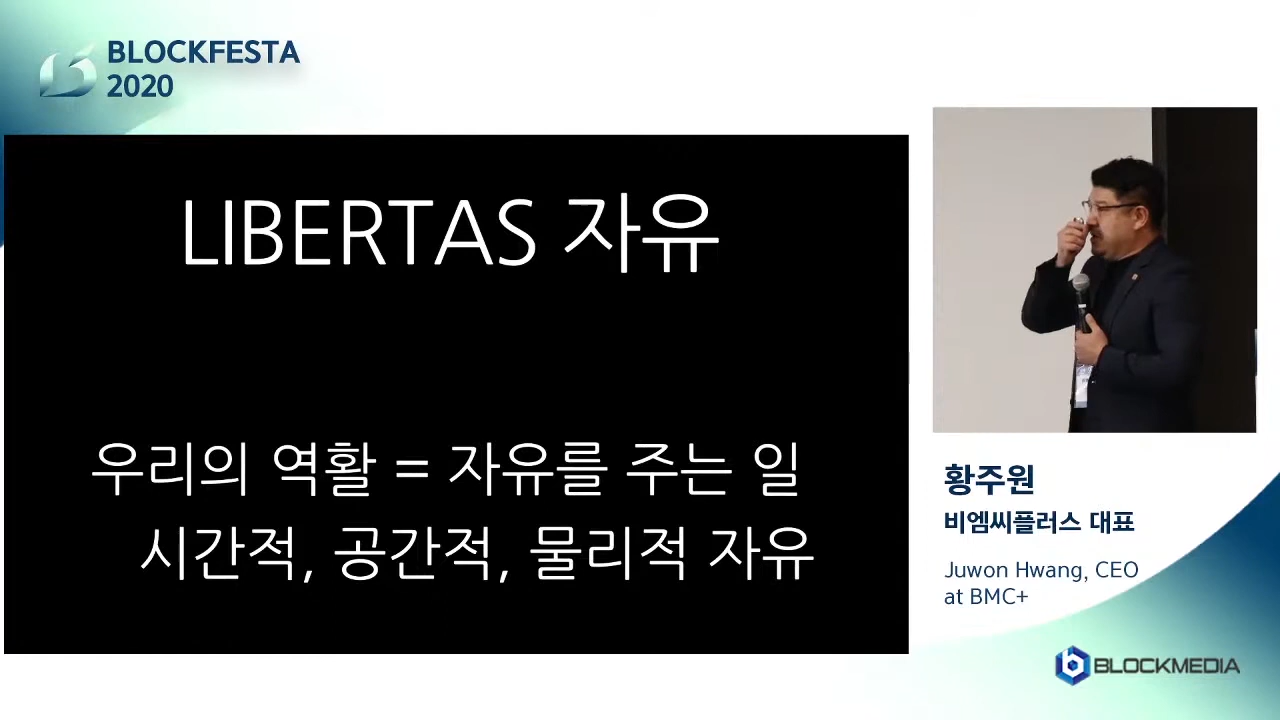 BLOCKFESTA
2020
LIBERTAS 자유
우리의 역활 = 자유를 주는 일
시간적, 공간적, 물리적 자유
황주원
비엠씨플러스 대표
Juwon Hwang, CEO
at BMC+
BLOCKMEDIA